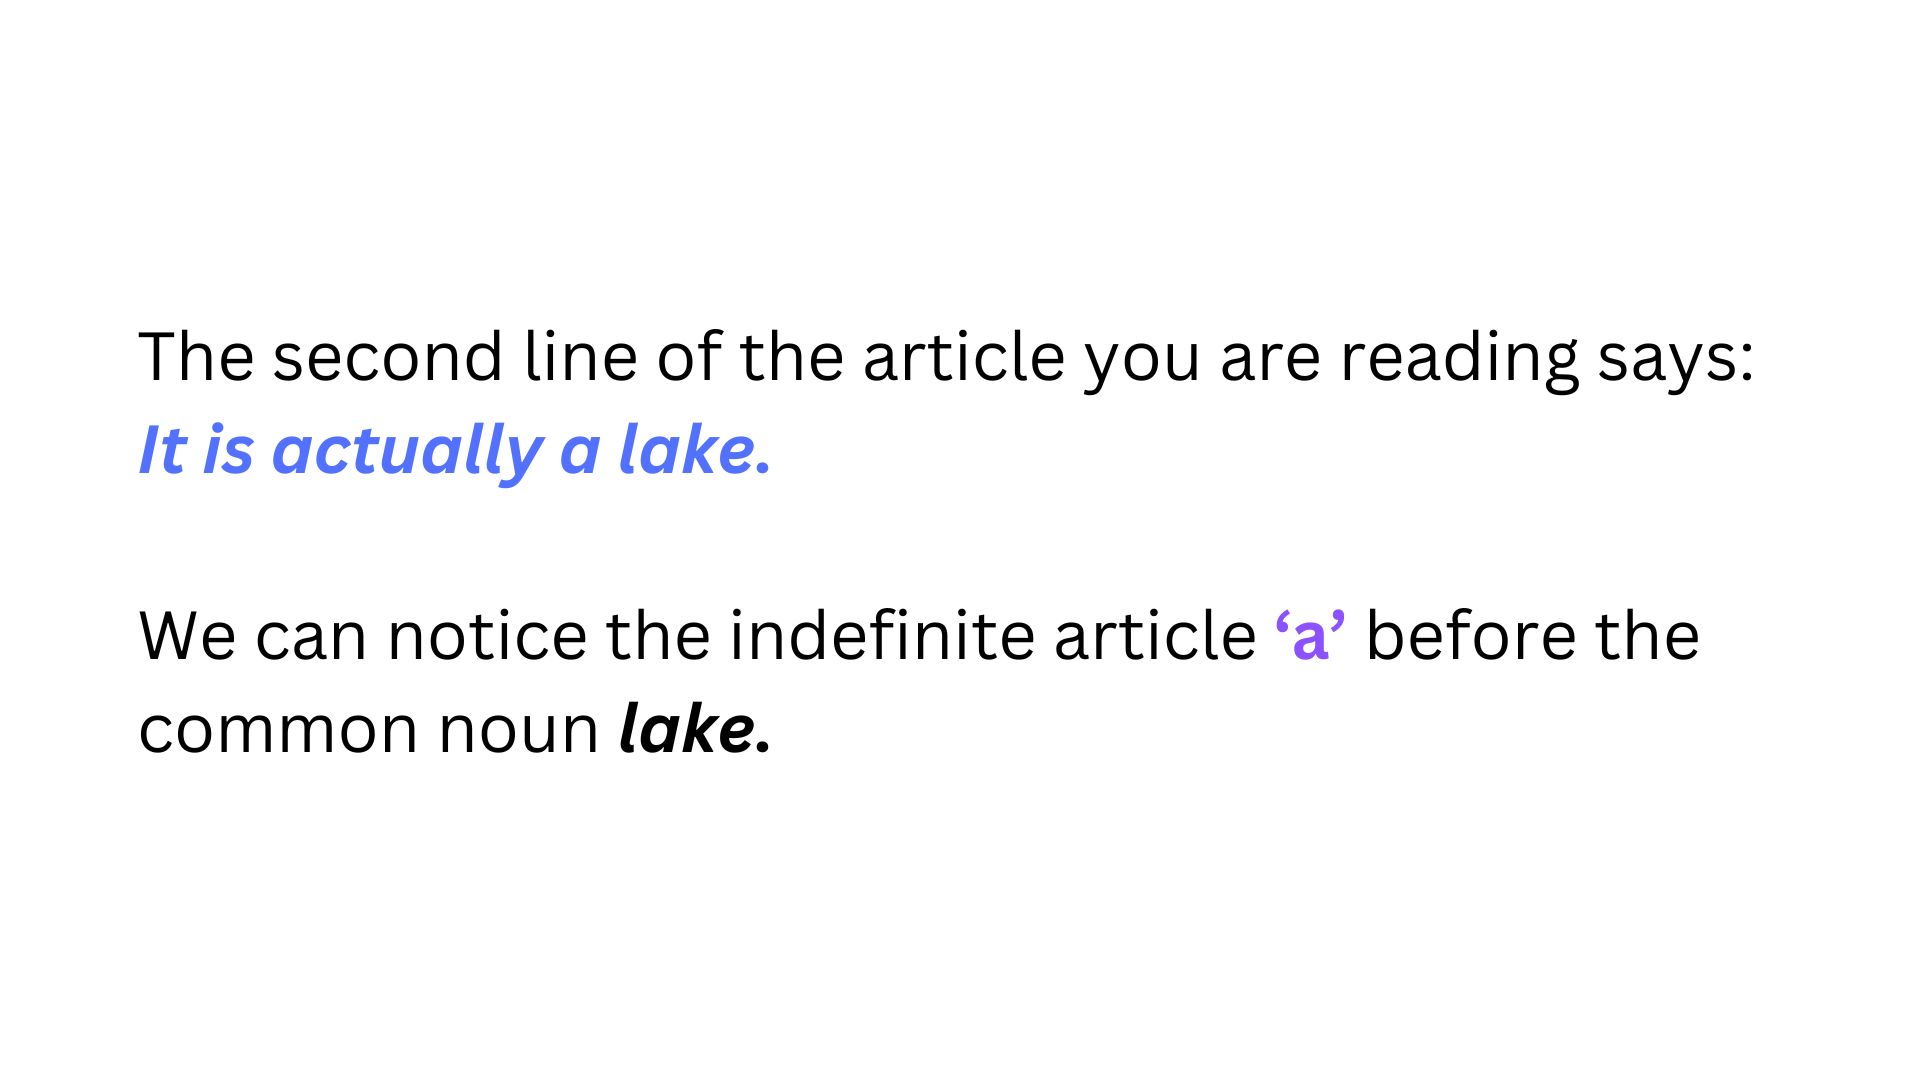 The second line of the article you are reading says:
It is actually a lake.
We can notice the indefinite article ‘a’ before the
common noun lake.